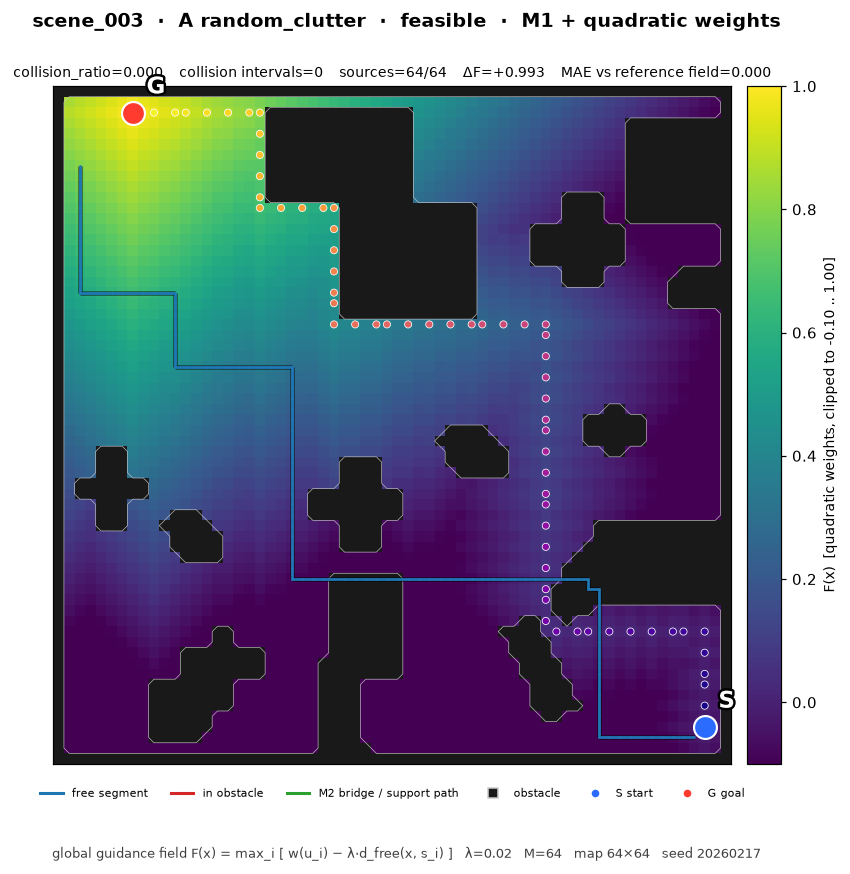 scene_003 · A random_clutter · feasible · M1 + quadratic weights
collision_ratio=0.000 collision intervals=0 sources=64/64 ΔF=+0.993 MAE vs reference field=0.000
G
S
1.0
0.8
0.6
0.4
0.2
0.0
F(x) [quadratic weights, clipped to -0.10 .. 1.00]
free segment
in obstacle
M2 bridge / support path
obstacle
S start
G goal
global guidance field F(x) = max_i [ w(u_i) − λ·d_free(x, s_i) ] λ=0.02 M=64 map 64×64 seed 20260217